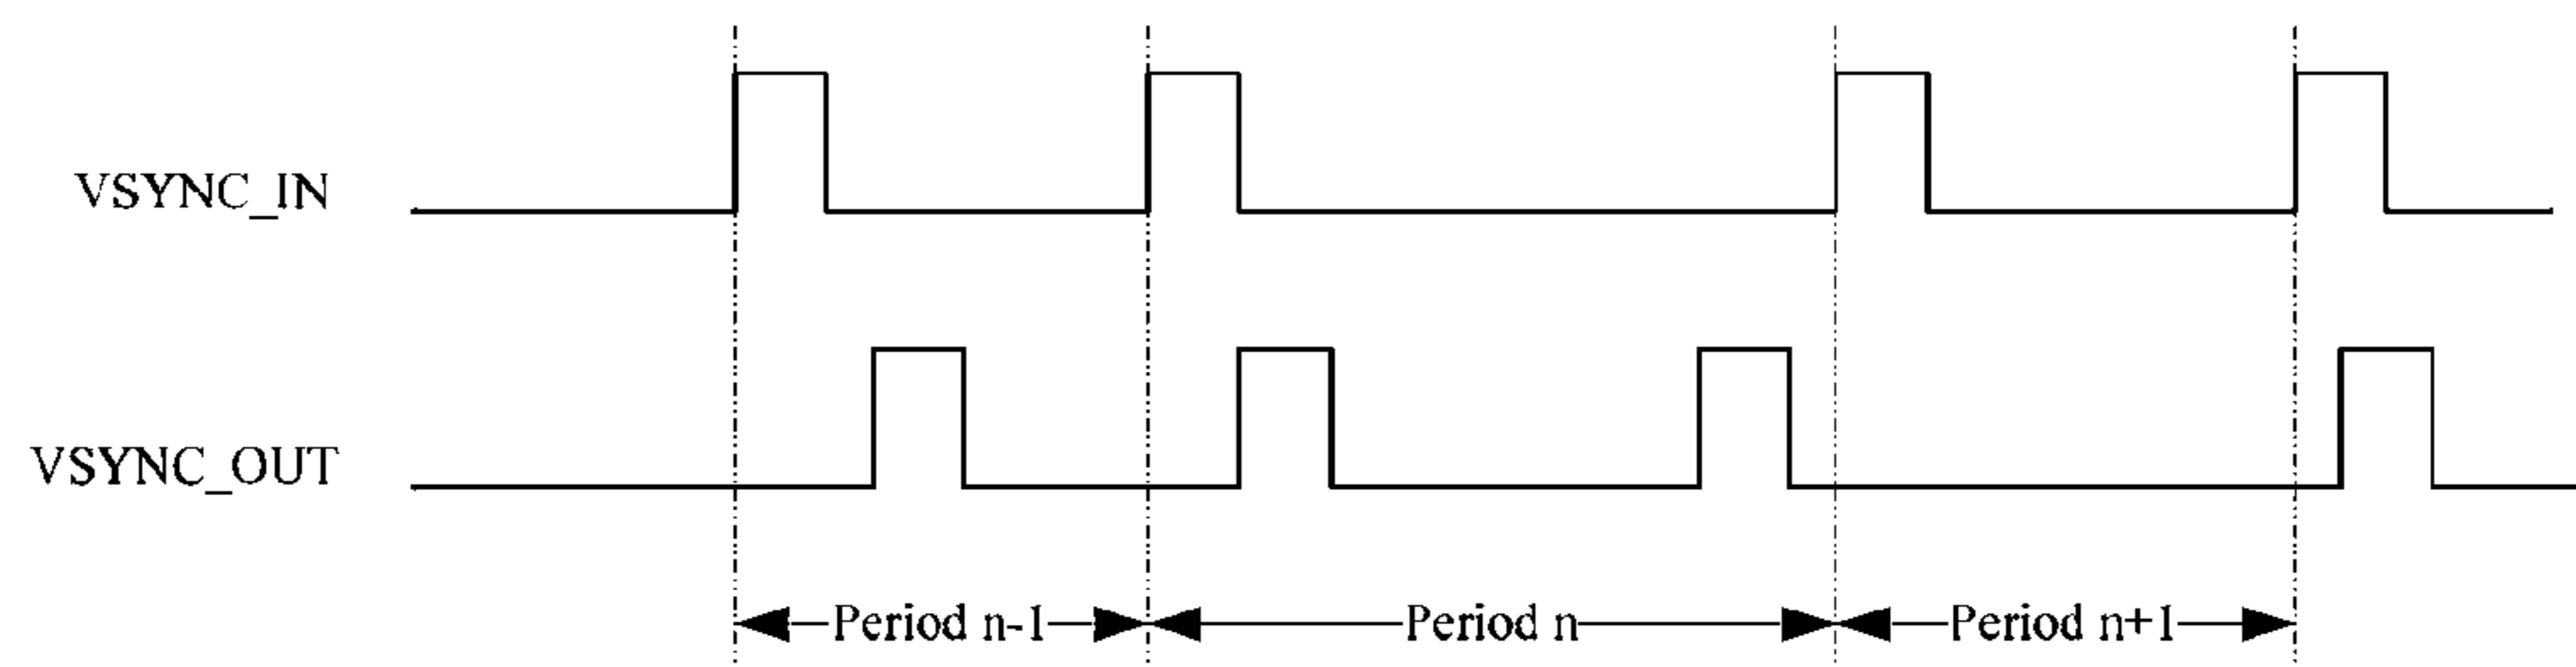 VSYNC_IN
VSYNC_OUT
Period n-1 Period n Period n+1